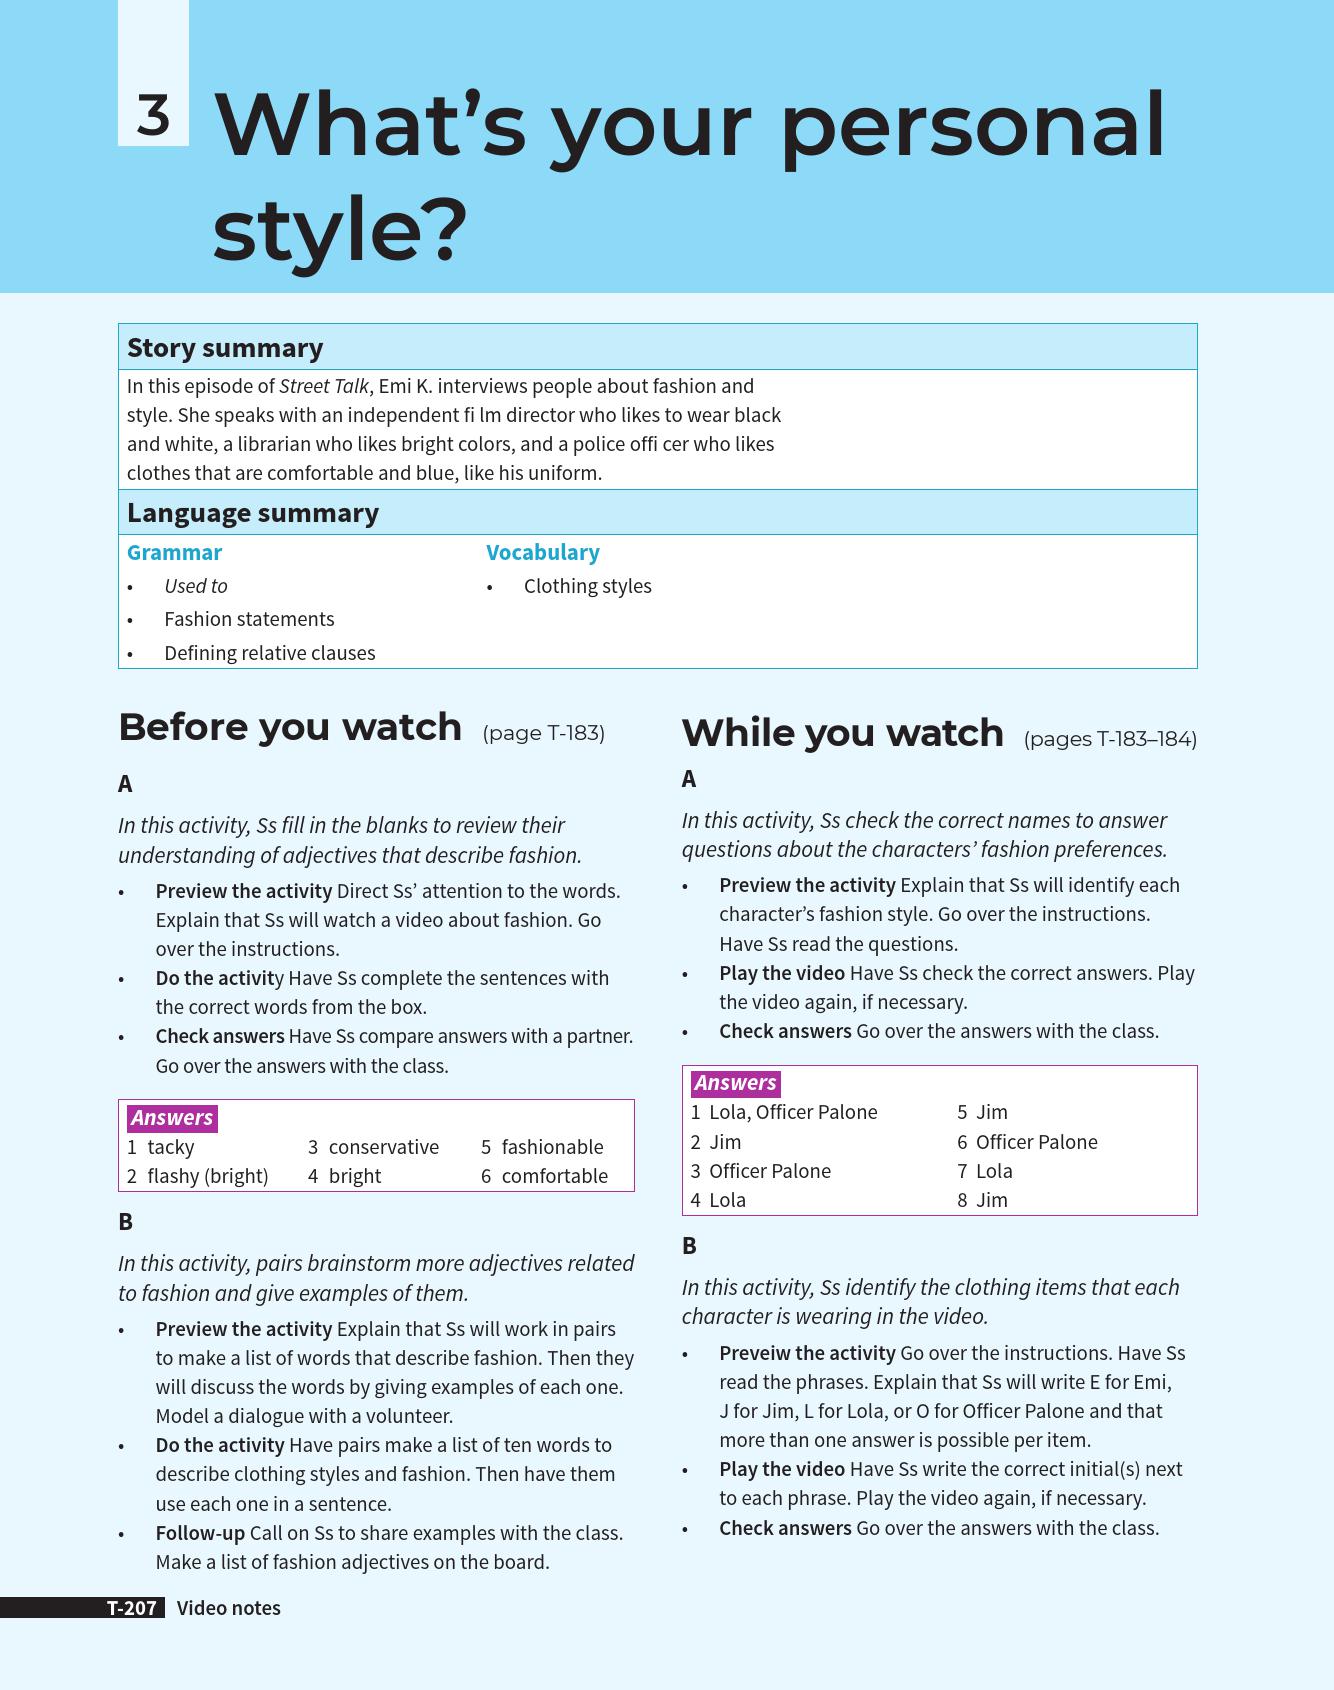 3
What’s your personal
style?
Story summary
In this episode of Street Talk, Emi K. interviews people about fashion and
style. She speaks with an independent fi lm director who likes to wear black
and white, a librarian who likes bright colors, and a police offi cer who likes
clothes that are comfortable and blue, like his uniform.
Language summary
Grammar
• Used to
• Fashion statements
• Defining relative clauses
Vocabulary
• Clothing styles
Before you watch (page T-183)
A
In this activity, Ss fill in the blanks to review their
understanding of adjectives that describe fashion.
• Preview the activity Direct Ss’ attention to the words.
Explain that Ss will watch a video about fashion. Go
over the instructions.
• Do the activity Have Ss complete the sentences with
the correct words from the box.
• Check answers Have Ss compare answers with a partner.
Go over the answers with the class.
Answers
1 tacky 3 conservative 5 fashionable
2 flashy (bright) 4 bright 6 comfortable
B
In this activity, pairs brainstorm more adjectives related
to fashion and give examples of them.
• Preview the activity Explain that Ss will work in pairs
to make a list of words that describe fashion. Then they
will discuss the words by giving examples of each one.
Model a dialogue with a volunteer.
• Do the activity Have pairs make a list of ten words to
describe clothing styles and fashion. Then have them
use each one in a sentence.
• Follow-up Call on Ss to share examples with the class.
Make a list of fashion adjectives on the board.
While you watch (pages T-183–184)
A
In this activity, Ss check the correct names to answer
questions about the characters’ fashion preferences.
• Preview the activity Explain that Ss will identify each
character’s fashion style. Go over the instructions.
Have Ss read the questions.
• Play the video Have Ss check the correct answers. Play
the video again, if necessary.
• Check answers Go over the answers with the class.
Answers
1 Lola, Officer Palone 5 Jim
2 Jim 6 Officer Palone
3 Officer Palone 7 Lola
4 Lola 8 Jim
B
In this activity, Ss identify the clothing items that each
character is wearing in the video.
• Preveiw the activity Go over the instructions. Have Ss
read the phrases. Explain that Ss will write E for Emi,
J for Jim, L for Lola, or O for Officer Palone and that
more than one answer is possible per item.
• Play the video Have Ss write the correct initial(s) next
to each phrase. Play the video again, if necessary.
• Check answers Go over the answers with the class.
T-207 Video notes